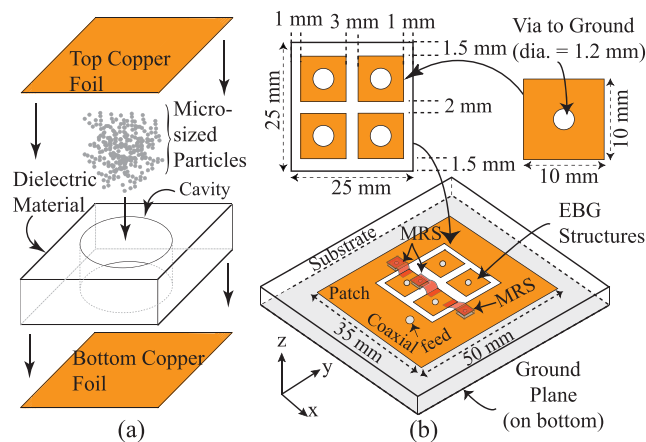 Top Copper
Foil
Micro-
sized
Particles
Dielectric
Material
Cavity
Bottom Copper
Foil
(a)
1 mm
3 mm
1 mm
1.5 mm
25 mm
2 mm
1.5 mm
25 mm
Via to Ground
(dia. = 1.2 mm)
10 mm
10 mm
Substrate
MRS
EBG
Structures
Patch
MRS
Coaxial
feed
35 mm
50 mm
z
y
x
Ground
Plane
(on bottom)
(b)